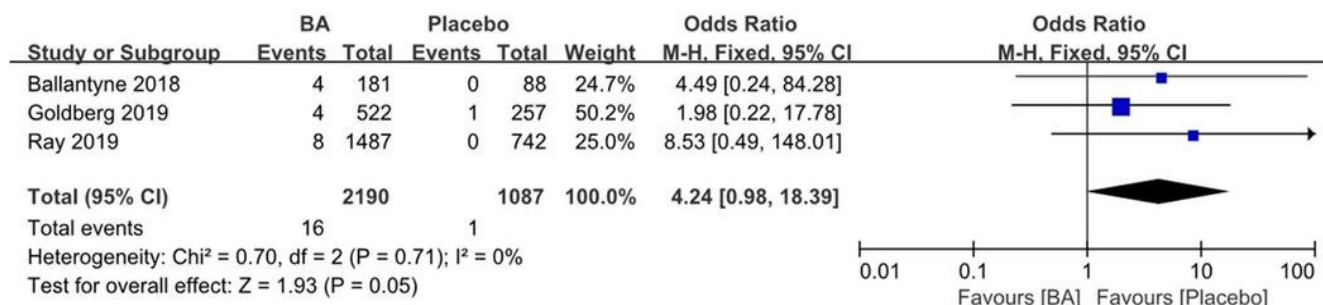 BA Placebo Odds Ratio Odds Ratio
Study or Subgroup Events Total Events Total Weight M-H, Fixed, 95% CI M-H, Fixed, 95% CI
Ballantyne 2018 4 181 0 88 24.7% 4.49 [0.24, 84.28]
Goldberg 2019 4 522 1 257 50.2% 1.98 [0.22, 17.78]
Ray 2019 8 1487 0 742 25.0% 8.53 [0.49, 148.01]
Total (95% CI) 2190 1087 100.0% 4.24 [0.98, 18.39]
Total events 16 1
Heterogeneity: Chi² = 0.70, df = 2 (P = 0.71); I² = 0%
Test for overall effect: Z = 1.93 (P = 0.05)
0.01 0.1 1 10 100
Favours [BA] Favours [Placebo]